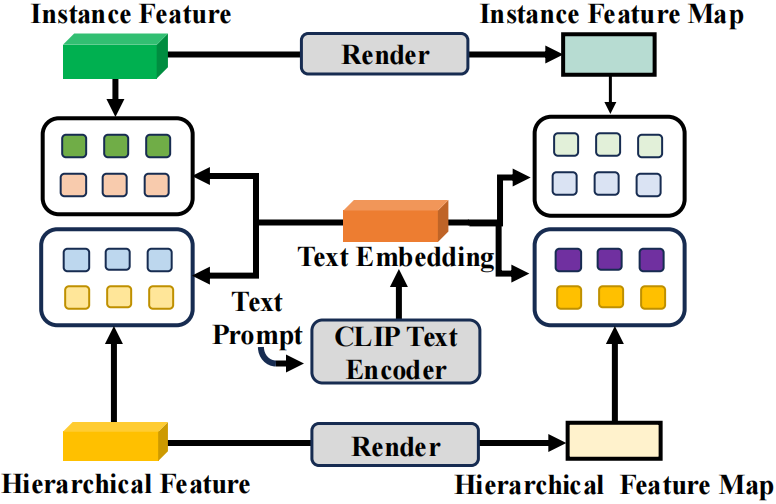 Instance Feature
Instance Feature Map
Render
Text Embedding
Text
Prompt
CLIP Text
Encoder
Render
Hierarchical Feature
Hierarchical Feature Map